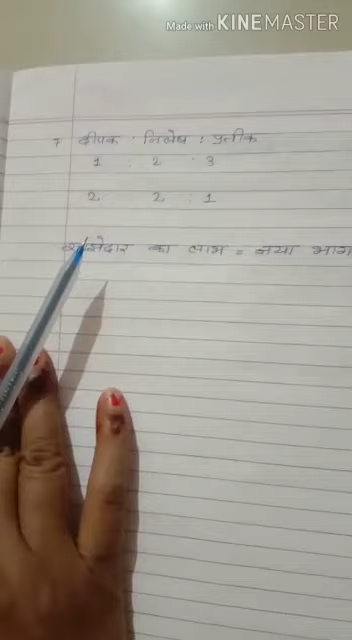 Made with KINEMASTER
7 दीपक : निलेष : प्रतीक
1 : 2 : 3
2 2 : 1
का लाभ = नया भाग